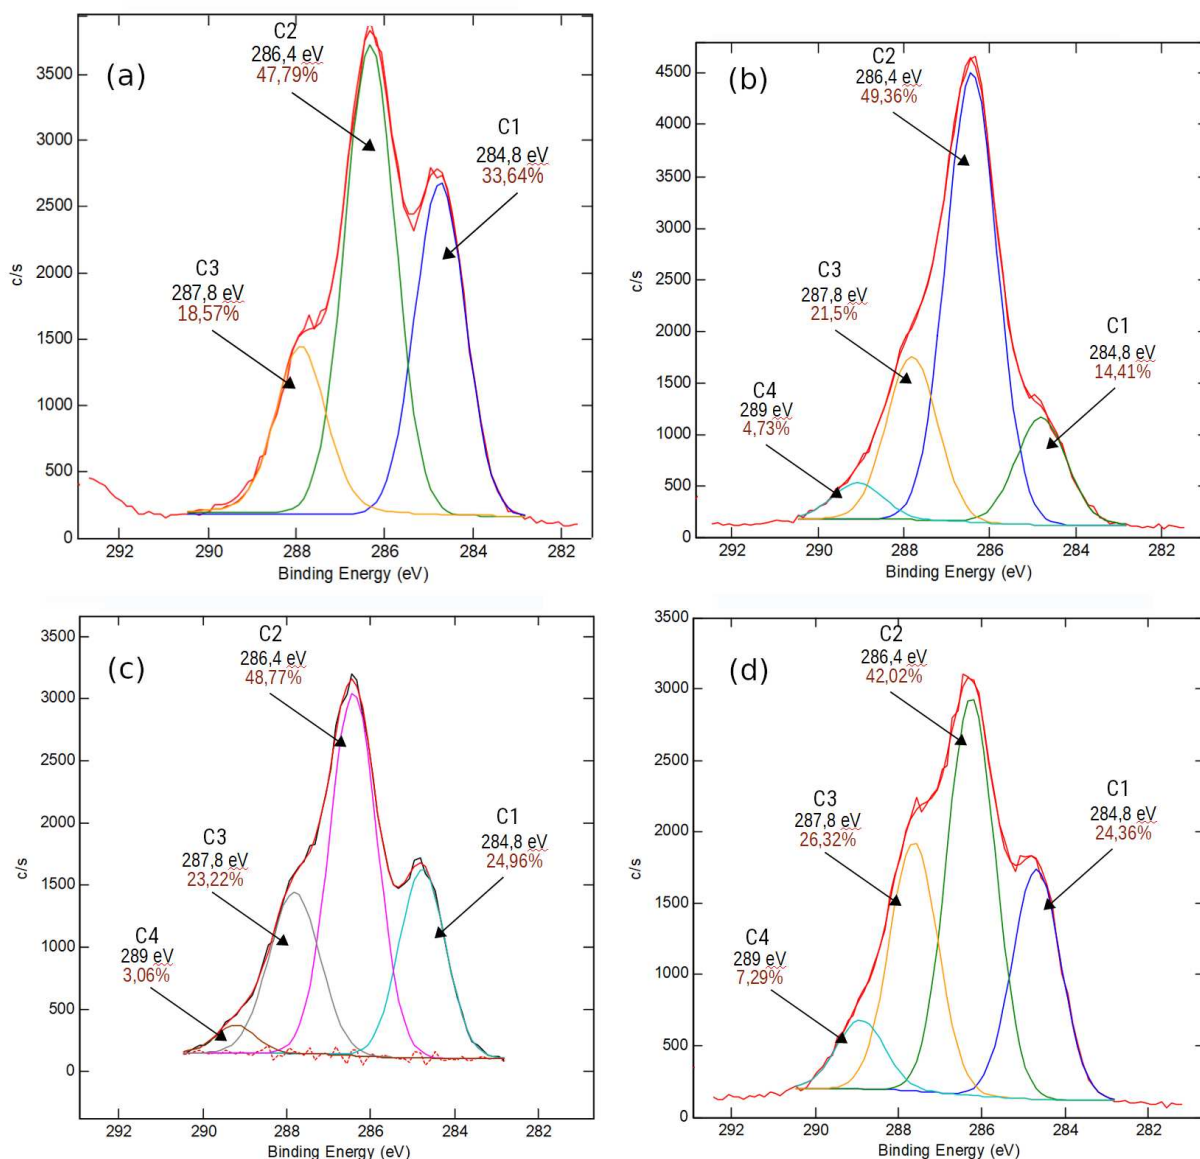 (a)
C2
286,4 eV
47,79%
C1
284,8 eV
33,64%
C3
287,8 eV
18,57%
3500
3000
2500
2000
1500
1000
500
0
c/s
292 290 288 286 284 282
Binding Energy (eV)
(b)
C2
286,4 eV
49,36%
C3
287,8 eV
21,5%
C1
284,8 eV
14,41%
C4
289 eV
4,73%
4500
4000
3500
3000
2500
2000
1500
1000
500
0
c/s
292 290 288 286 284 282
Binding Energy (eV)
(c)
C2
286,4 eV
48,77%
C3
287,8 eV
23,22%
C1
284,8 eV
24,96%
C4
289 eV
3,06%
3500
3000
2500
2000
1500
1000
500
0
c/s
292 290 288 286 284 282
Binding Energy (eV)
(d)
C2
286,4 eV
42,02%
C3
287,8 eV
26,32%
C1
284,8 eV
24,36%
C4
289 eV
7,29%
3500
3000
2500
2000
1500
1000
500
0
c/s
292 290 288 286 284 282
Binding Energy (eV)